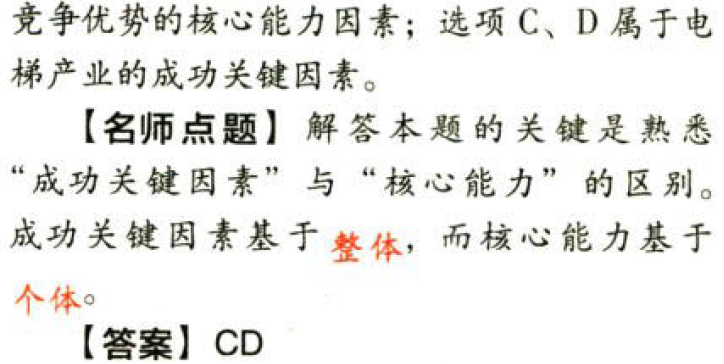 竞争优势的核心能力因素；选项 C、D 属于电
梯产业的成功关键因素。
【名师点题】解答本题的关键是熟悉
“成功关键因素”与“核心能力”的区别。
成功关键因素基于整体，而核心能力基于
个体。
【答案】CD